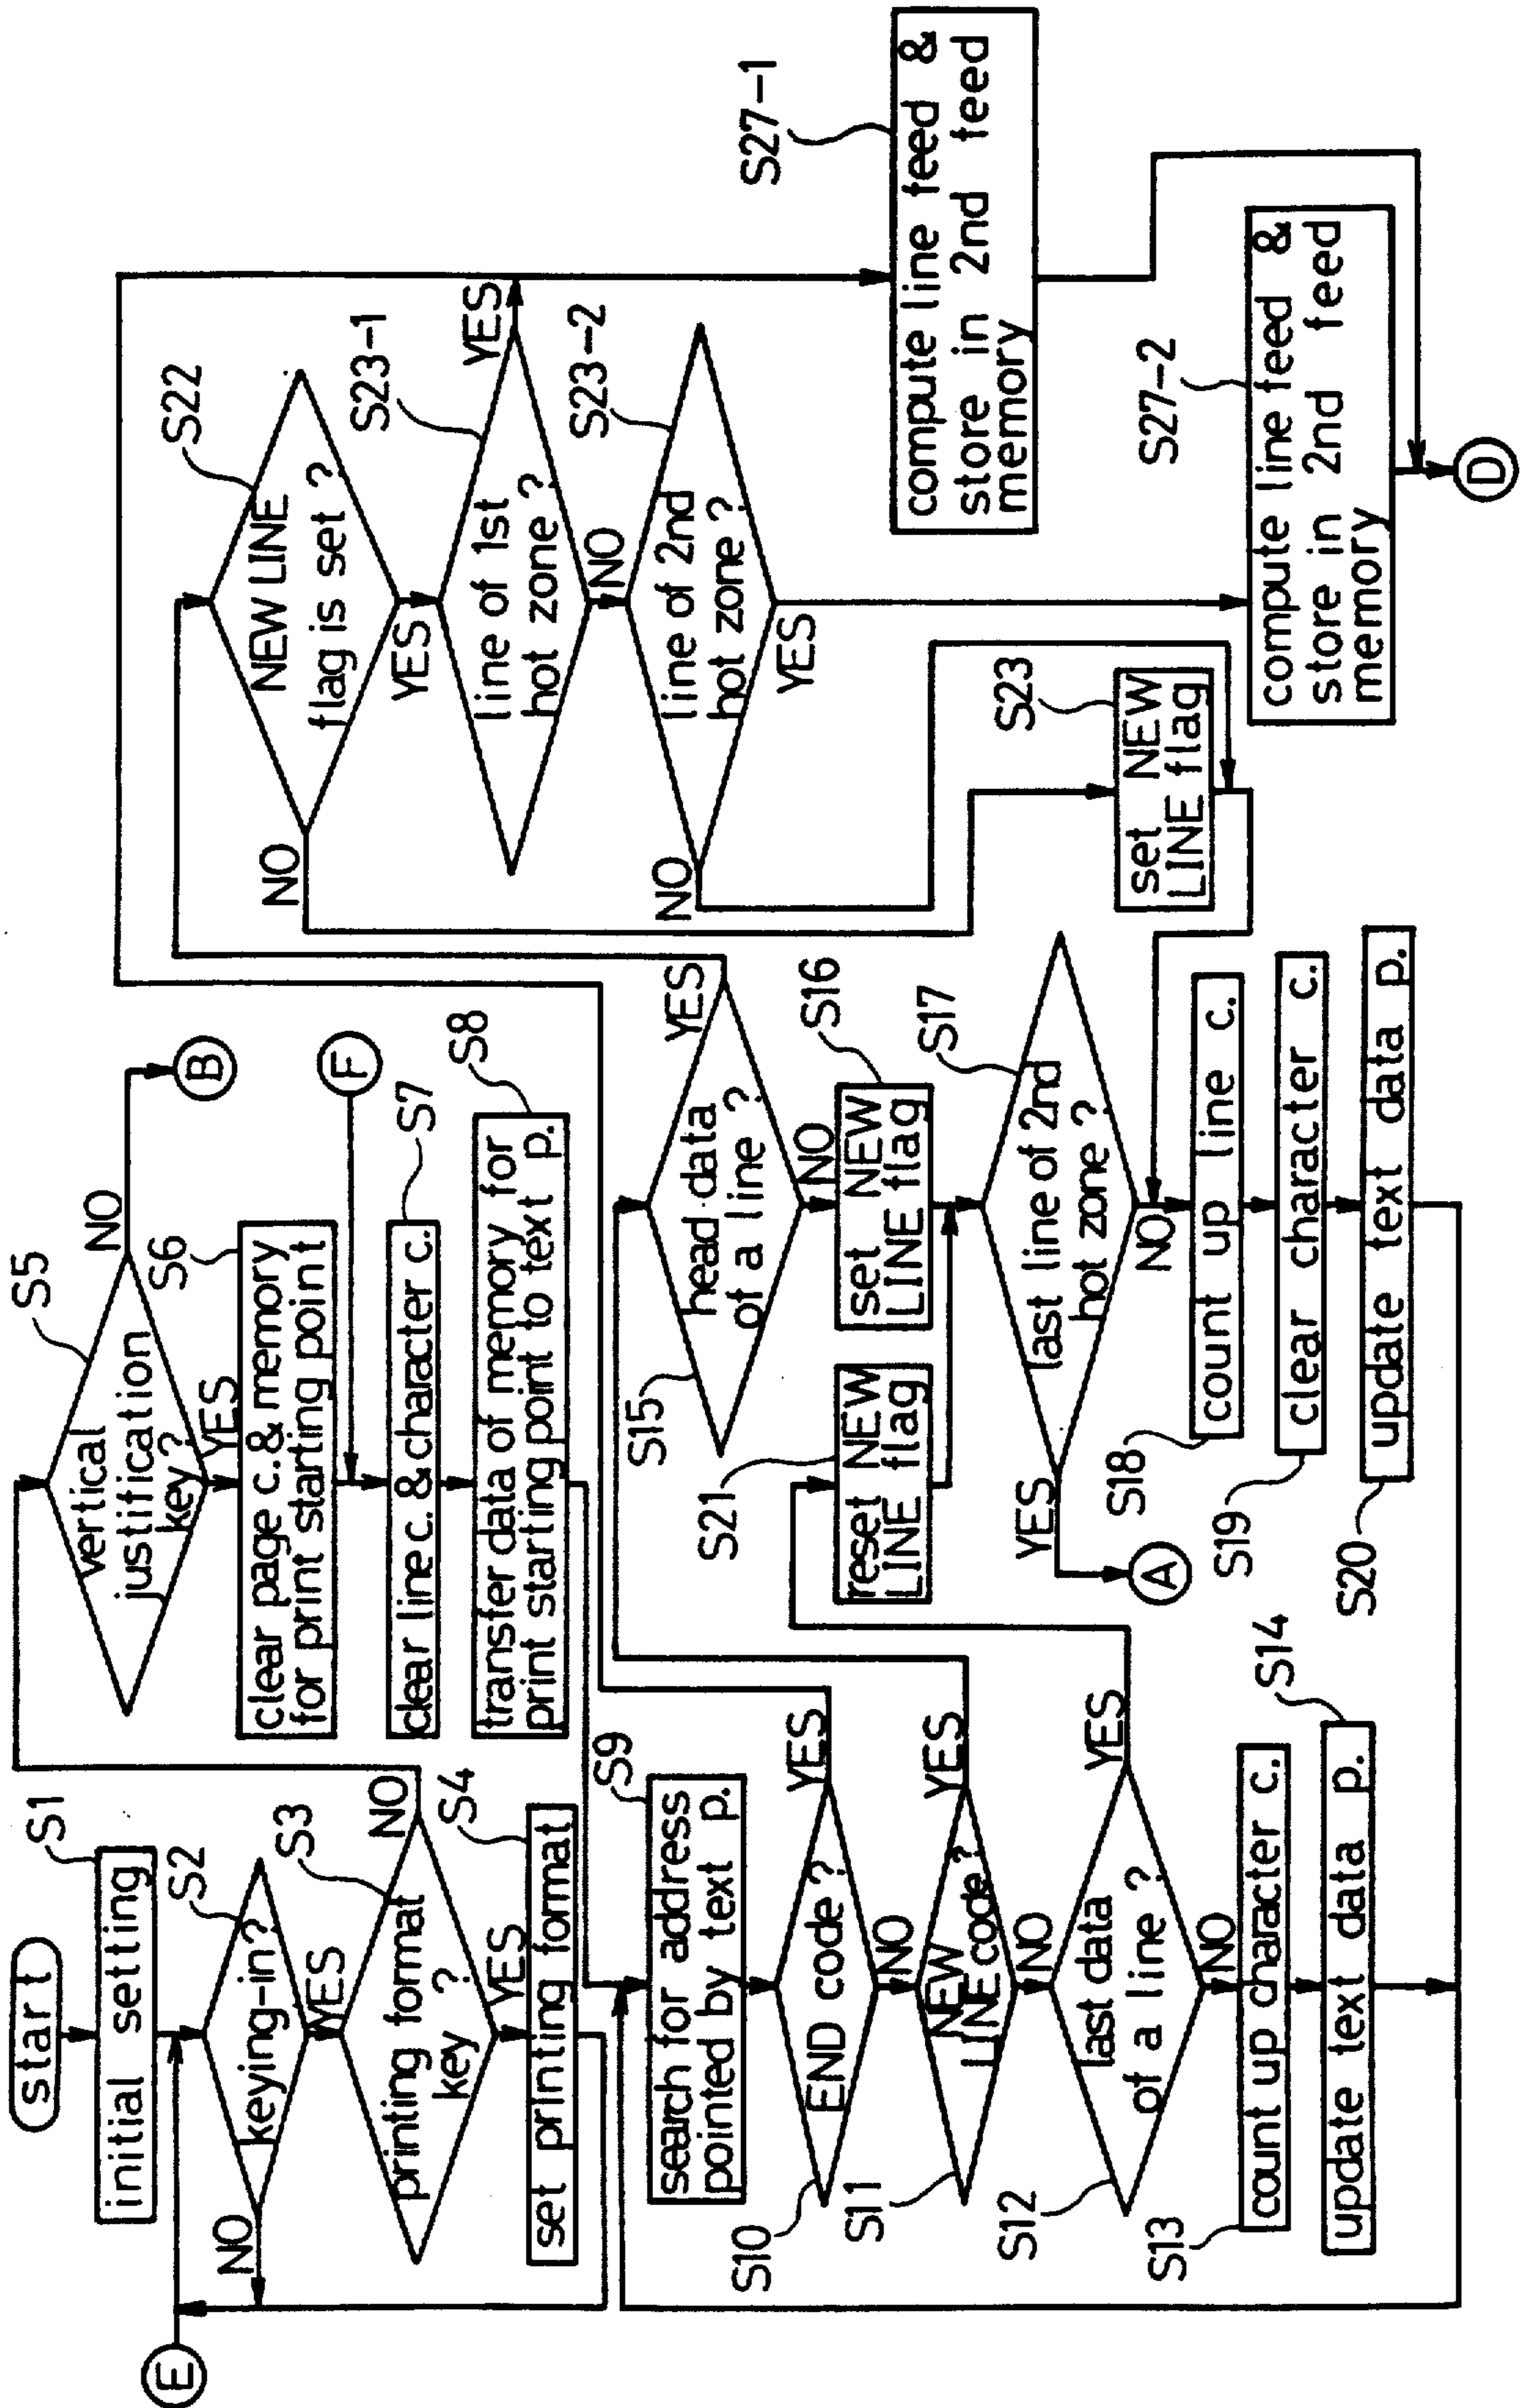 start
S1
initial setting
S2
keying-in?
NO
YES
S3
printing format
key ?
NO
YES
S4
set printing format
E
S5
vertical
justification
key?
NO
B
YES
S6
clear page c.& memory
for print starting point
F
S7
clear line c. & character c.
S8
transfer data of memory for
print starting point to text p.
S9
search for address
pointed by text p.
S10
END code?
YES
NO
S11
NEW
LINE code?
YES
NO
S12
last data
of a line ?
YES
NO
S13
count up character c.
S14
update text data p.
S15
head data
of a line ?
YES
NO
S16
set NEW
LINE flag
S21
reset NEW
LINE flag
S17
last line of 2nd
hot zone ?
YES
A
NO
S18
count up line c.
S19
clear character c.
S20
update text data p.
S22
NEW LINE
flag is set ?
NO
YES
S23-1
line of 1st
hot zone ?
YES
NO
S23-2
line of 2nd
hot zone ?
NO
YES
S23
set NEW
LINE flag
S27-1
compute line feed &
store in 2nd feed
memory
S27-2
compute line feed &
store in 2nd feed
memory
D